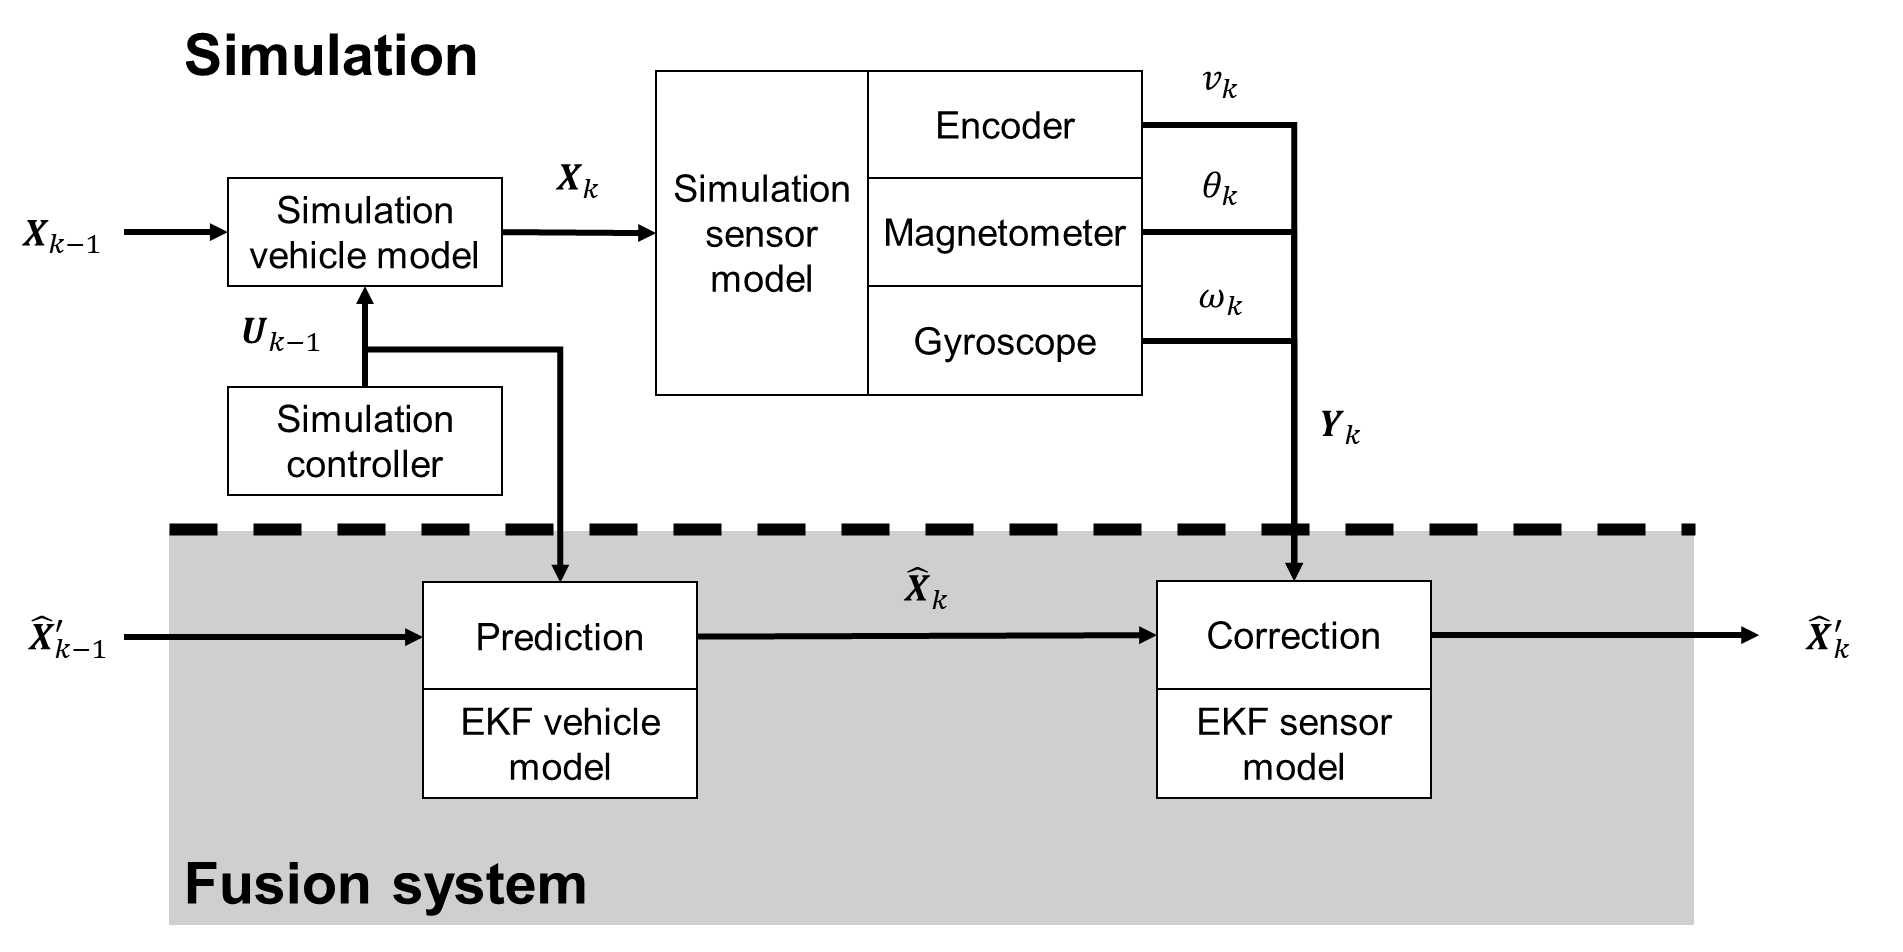 Simulation
v_k
Encoder
X_k
θ_k
Simulation
sensor
model
Simulation
vehicle model
X_{k−1}
Magnetometer
ω_k
U_{k−1}
Gyroscope
Simulation
controller
Y_k
X̂_k
X̂′_{k−1}
Prediction
Correction
X̂′_k
EKF vehicle
model
EKF sensor
model
Fusion system